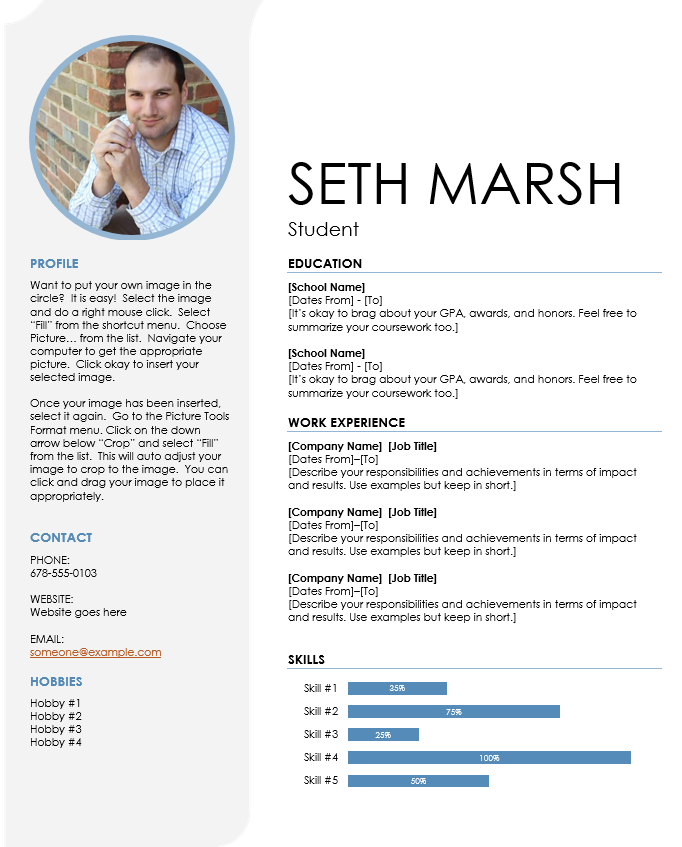 PROFILE
Want to put your own image in the
circle?  It is easy!  Select the image
and do a right mouse click.  Select
“Fill” from the shortcut menu.  Choose
Picture… from the list.  Navigate your
computer to get the appropriate
picture.  Click okay to insert your
selected image.
Once your image has been inserted,
select it again.  Go to the Picture Tools
Format menu. Click on the down
arrow below “Crop” and select “Fill”
from the list.  This will auto adjust your
image to crop to the image.  You can
click and drag your image to place it
appropriately.
CONTACT
PHONE:
678-555-0103
WEBSITE:
Website goes here
EMAIL:
someone@example.com
HOBBIES
Hobby #1
Hobby #2
Hobby #3
Hobby #4
SETH MARSH
Student
EDUCATION
[School Name]
[Dates From] - [To]
[It’s okay to brag about your GPA, awards, and honors. Feel free to
summarize your coursework too.]
[School Name]
[Dates From] - [To]
[It’s okay to brag about your GPA, awards, and honors. Feel free to
summarize your coursework too.]
WORK EXPERIENCE
[Company Name]  [Job Title]
[Dates From]–[To]
[Describe your responsibilities and achievements in terms of impact
and results. Use examples but keep in short.]
[Company Name]  [Job Title]
[Dates From]–[To]
[Describe your responsibilities and achievements in terms of impact
and results. Use examples but keep in short.]
[Company Name]  [Job Title]
[Dates From]–[To]
[Describe your responsibilities and achievements in terms of impact
and results. Use examples but keep in short.]
SKILLS
Skill #1 35%
Skill #2 75%
Skill #3 25%
Skill #4 100%
Skill #5 50%